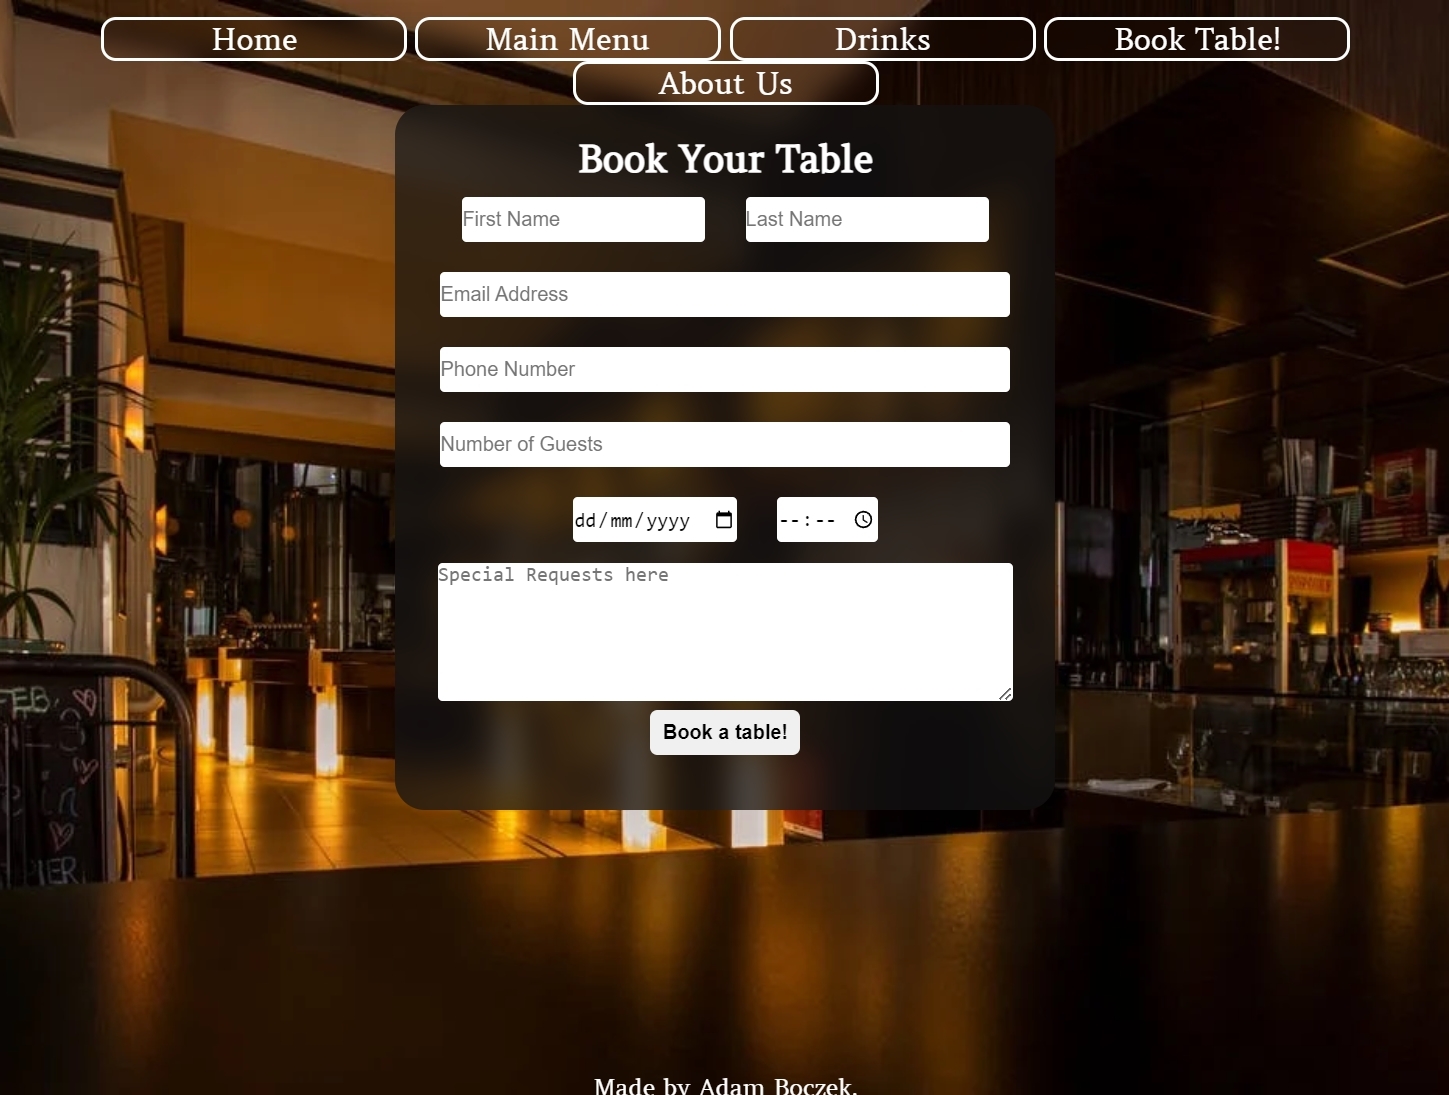 Home
Main Menu
Drinks
Book Table!
About Us
Book Your Table
First Name
Last Name
Email Address
Phone Number
Number of Guests
dd/mm/yyyy
--:--
Special Requests here
Book a table!
FEB.
Made by Adam Boczek.